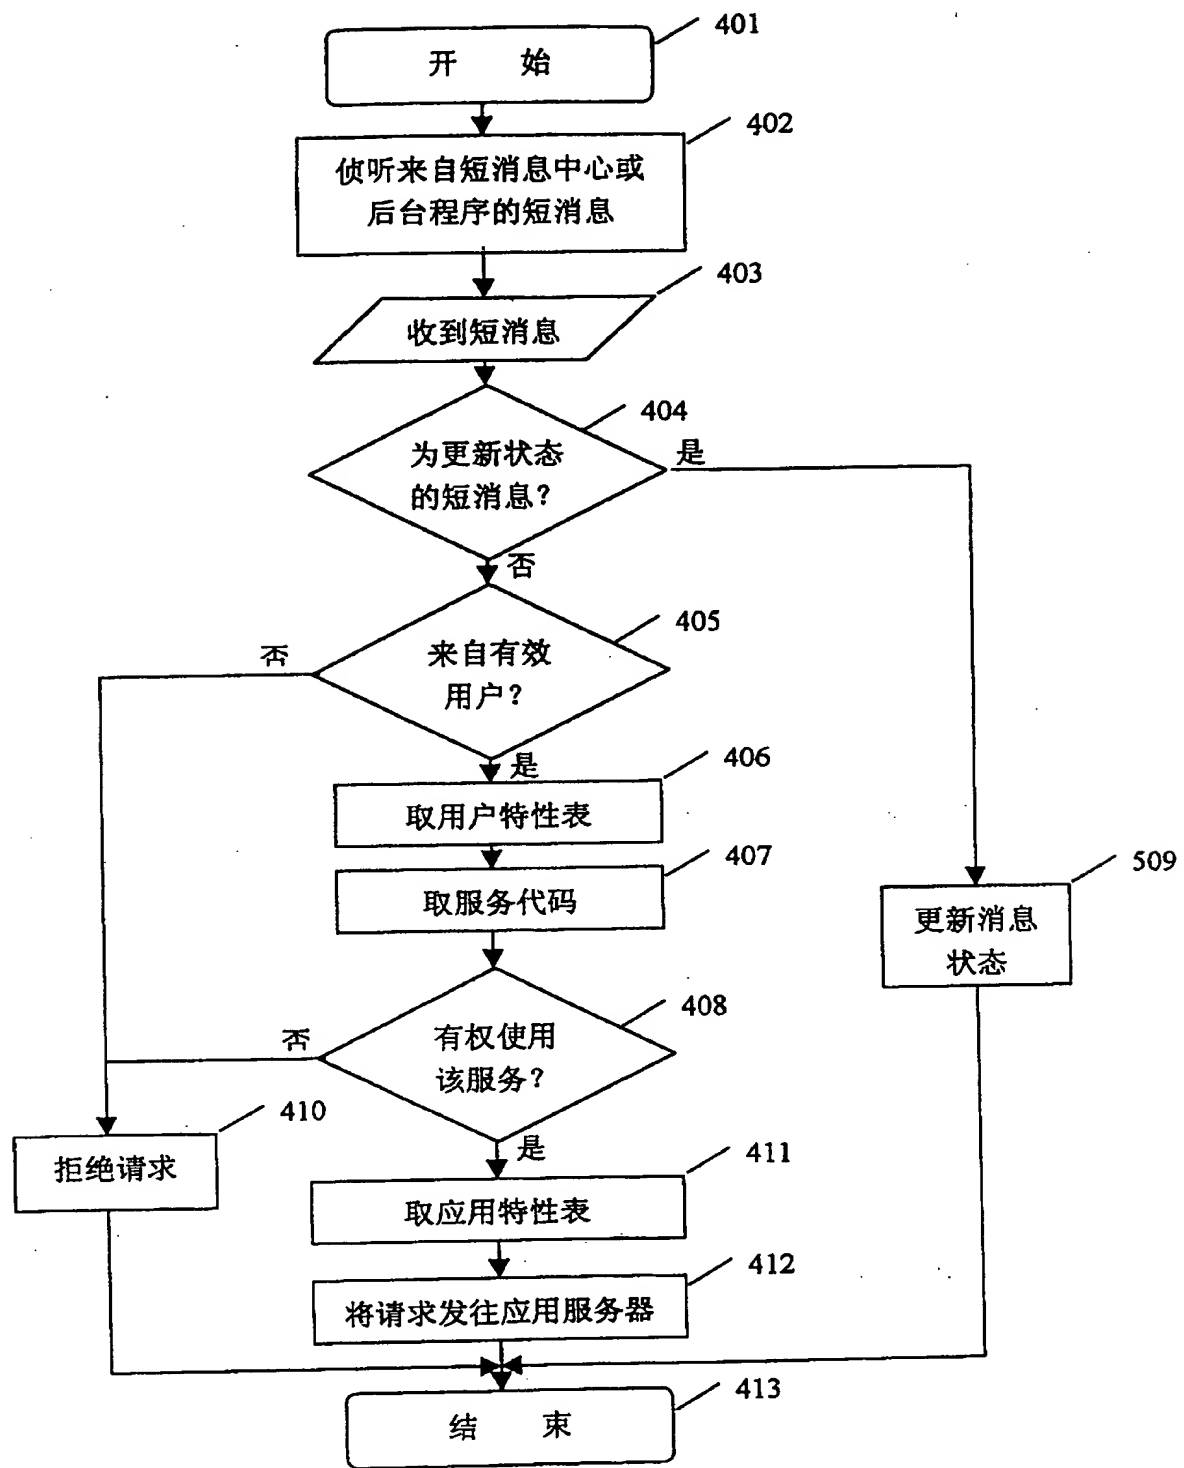 开 始
401
侦听来自短消息中心或
后台程序的短消息
402
收到短消息
403
为更新状态
的短消息?
404
是
否
来自有效
用户?
405
否
是
取用户特性表
406
取服务代码
407
更新消息
状态
509
有权使用
该服务?
408
否
是
拒绝请求
410
取应用特性表
411
将请求发往应用服务器
412
结 束
413